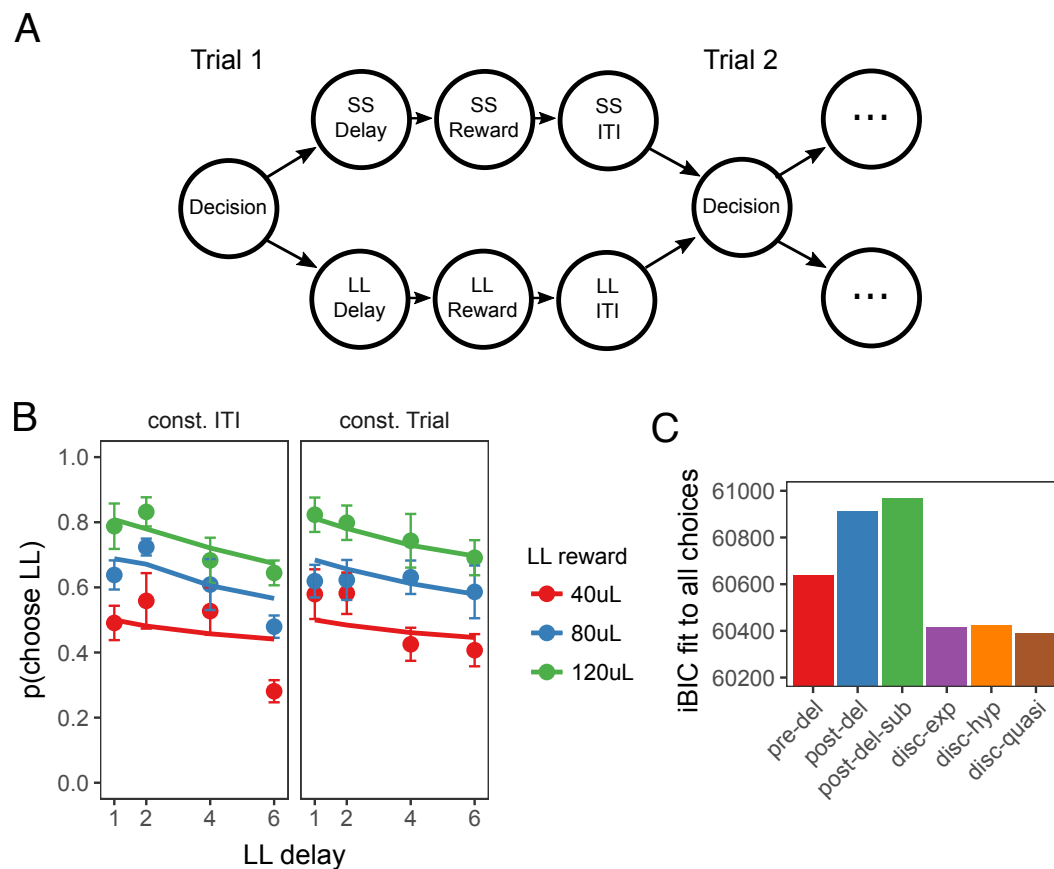 A
Trial 1
Trial 2
SS
Delay
SS
Reward
SS
ITI
...
Decision
Decision
LL
Delay
LL
Reward
LL
ITI
...
B
const. ITI
const. Trial
p(choose LL)
1.0
0.8
0.6
0.4
0.2
0.0
1
2
4
6
1
2
4
6
LL delay
LL reward
40uL
80uL
120uL
C
iBIC fit to all choices
61000
60800
60600
60400
60200
pre-del
post-del
post-del-sub
disc-exp
disc-hyp
disc-quasi